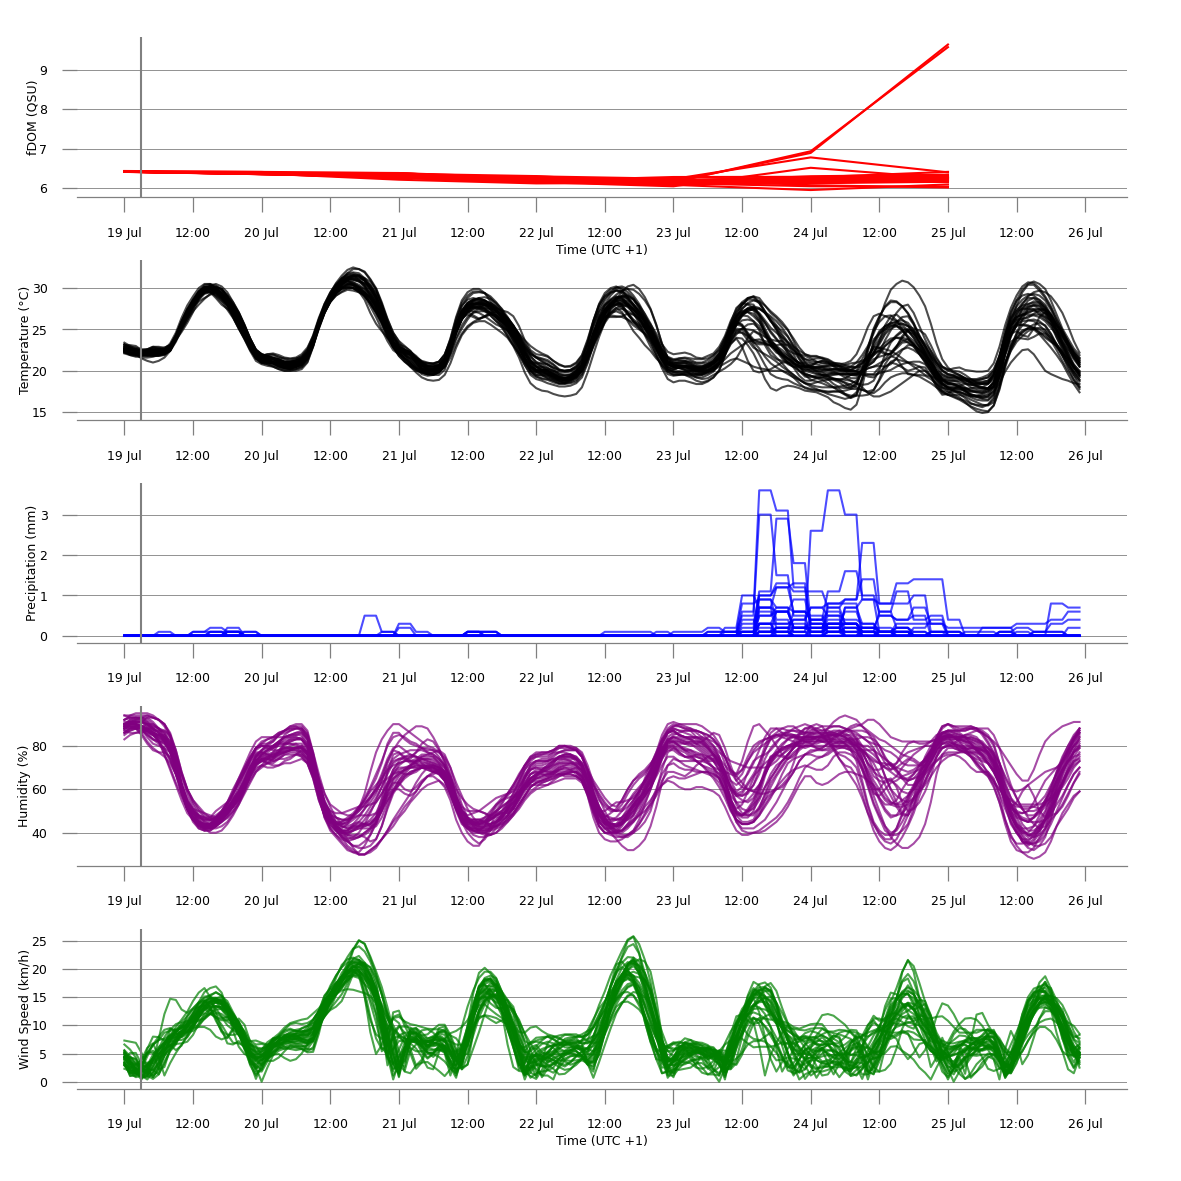 9
8
7
6
fDOM (QSU)
19 Jul 12:00 20 Jul 12:00 21 Jul 12:00 22 Jul 12:00 23 Jul 12:00 24 Jul 12:00 25 Jul 12:00 26 Jul
Time (UTC +1)
30
25
20
15
Temperature (°C)
19 Jul 12:00 20 Jul 12:00 21 Jul 12:00 22 Jul 12:00 23 Jul 12:00 24 Jul 12:00 25 Jul 12:00 26 Jul
3
2
1
0
Precipitation (mm)
19 Jul 12:00 20 Jul 12:00 21 Jul 12:00 22 Jul 12:00 23 Jul 12:00 24 Jul 12:00 25 Jul 12:00 26 Jul
80
60
40
Humidity (%)
19 Jul 12:00 20 Jul 12:00 21 Jul 12:00 22 Jul 12:00 23 Jul 12:00 24 Jul 12:00 25 Jul 12:00 26 Jul
25
20
15
10
5
0
Wind Speed (km/h)
19 Jul 12:00 20 Jul 12:00 21 Jul 12:00 22 Jul 12:00 23 Jul 12:00 24 Jul 12:00 25 Jul 12:00 26 Jul
Time (UTC +1)